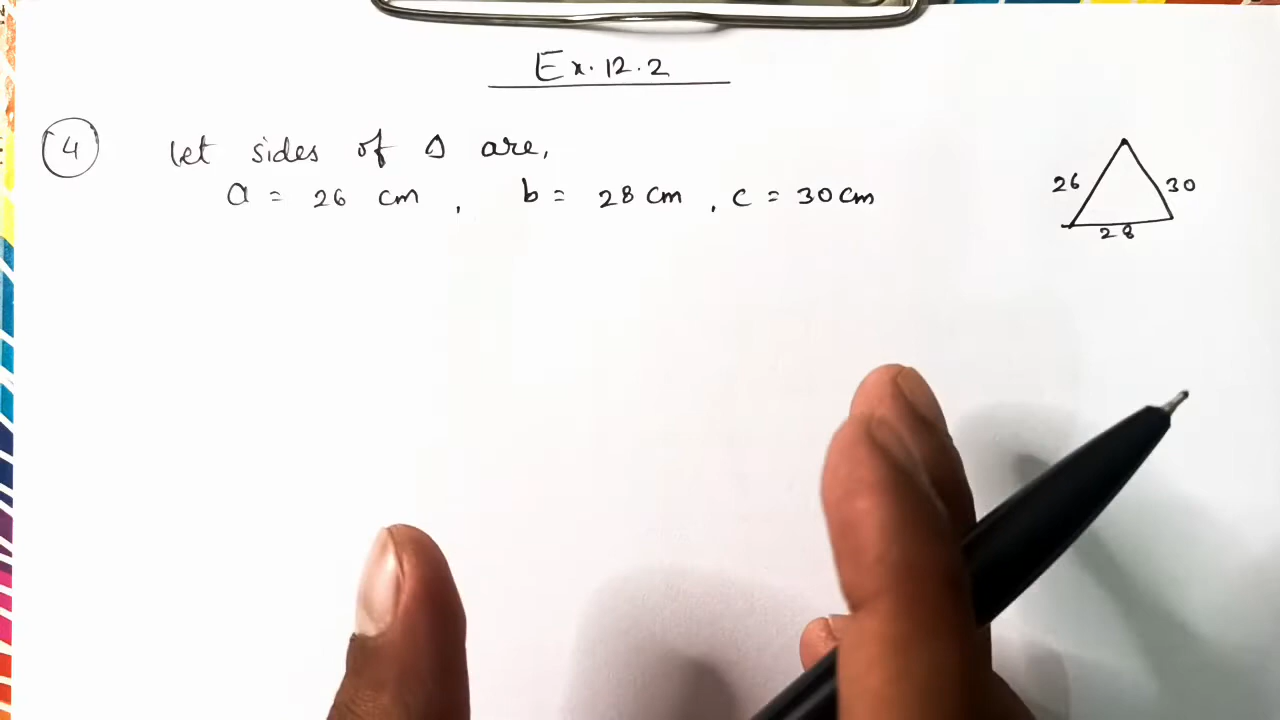 Ex. 12.2
4 Let sides of Δ are,
a = 26 cm , b = 28 cm , c = 30 cm
26 30
28